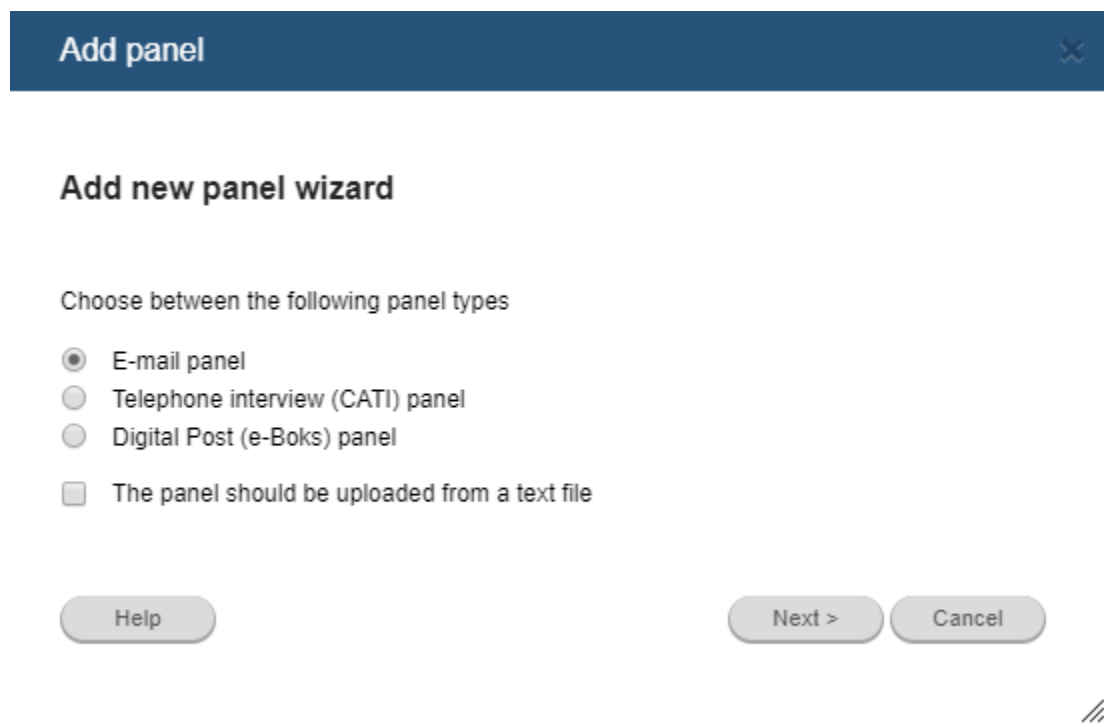 Add panel
Add new panel wizard
Choose between the following panel types
E-mail panel
Telephone interview (CATI) panel
Digital Post (e-Boks) panel
The panel should be uploaded from a text file
Help Next > Cancel